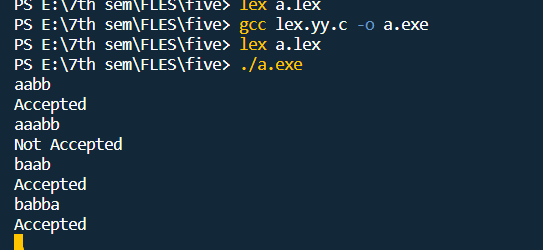 PS E:\7th sem\FLES\five> lex a.lex
PS E:\7th sem\FLES\five> gcc lex.yy.c -o a.exe
PS E:\7th sem\FLES\five> lex a.lex
PS E:\7th sem\FLES\five> ./a.exe
aabb
Accepted
aaabb
Not Accepted
baab
Accepted
babba
Accepted